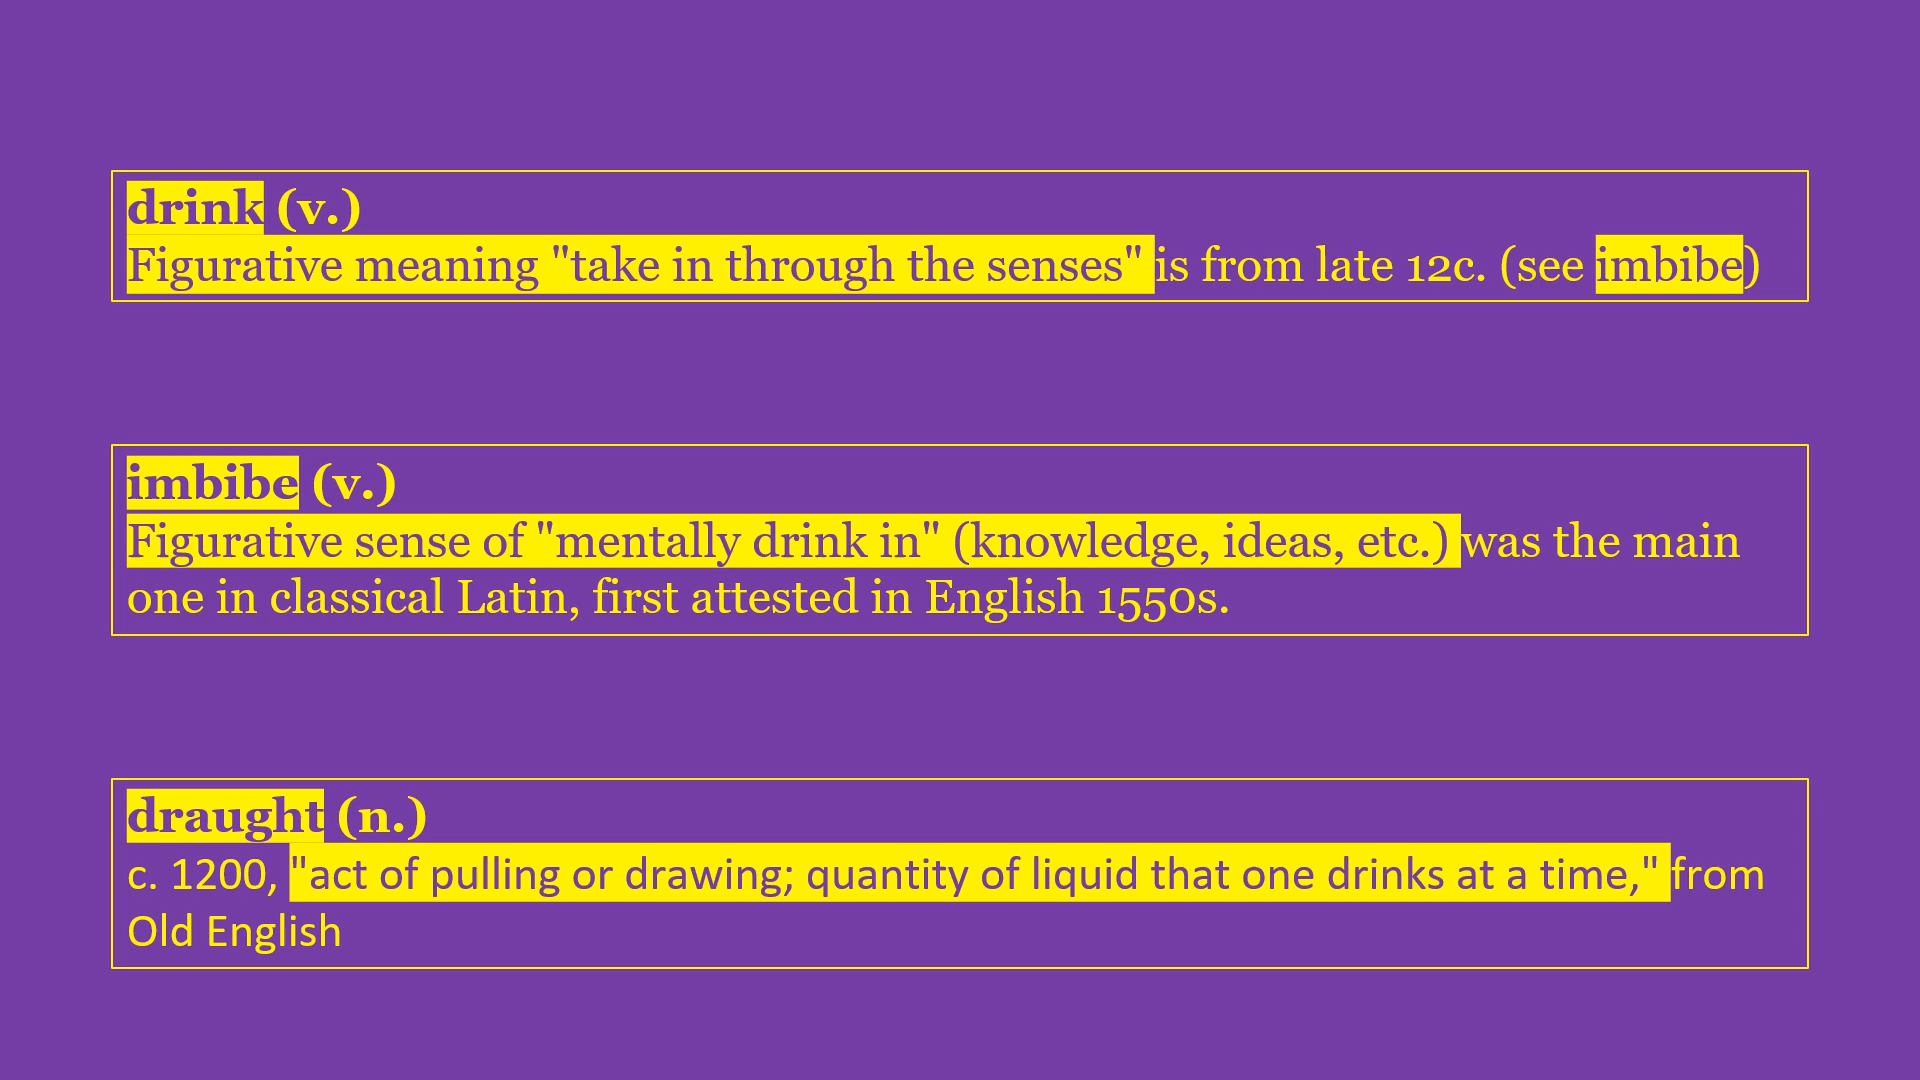 drink (v.)
Figurative meaning "take in through the senses" is from late 12c. (see imbibe)
imbibe (v.)
Figurative sense of "mentally drink in" (knowledge, ideas, etc.) was the main
one in classical Latin, first attested in English 1550s.
draught (n.)
c. 1200, "act of pulling or drawing; quantity of liquid that one drinks at a time," from
Old English